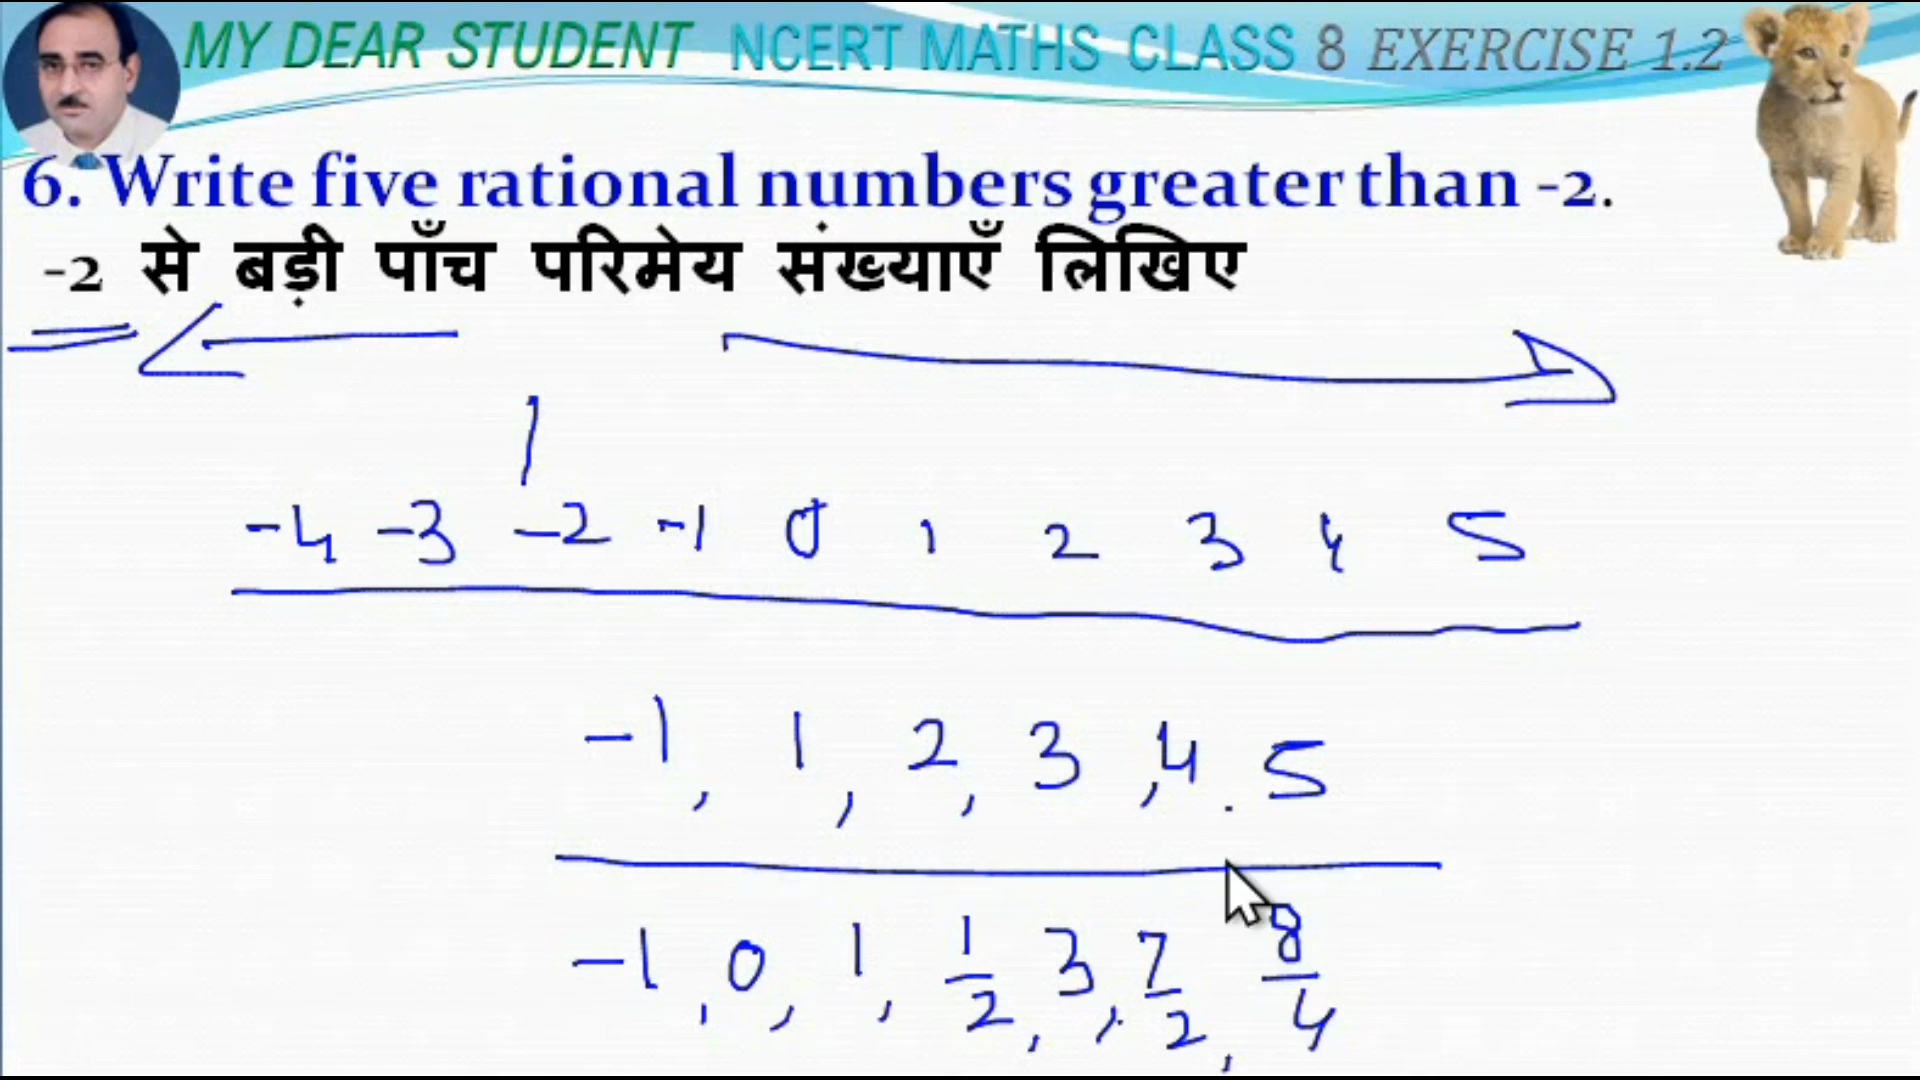 MY DEAR STUDENT NCERT MATHS CLASS 8 EXERCISE 1.2
6. Write five rational numbers greater than -2.
-2 से बड़ी पाँच परिमेय संख्याएँ लिखिए
-4 -3 -2 -1 0 1 2 3 4 5
-1, 1, 2, 3, 4. 5
-1, 0, 1, 1/2, 3, 7/2, 8/4